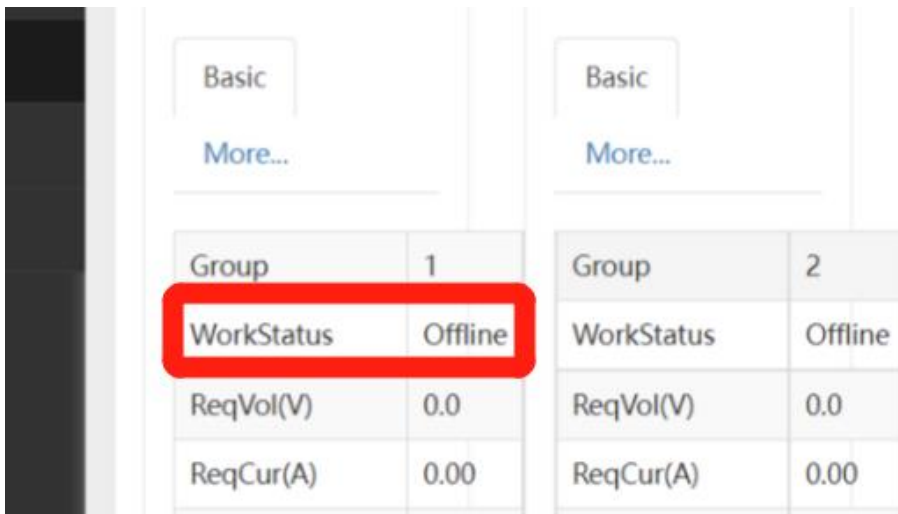 Basic
Basic
More...
More...
Group 1 Group 2
WorkStatus Offline WorkStatus Offline
ReqVol(V) 0.0 ReqVol(V) 0.0
ReqCur(A) 0.00 ReqCur(A) 0.00